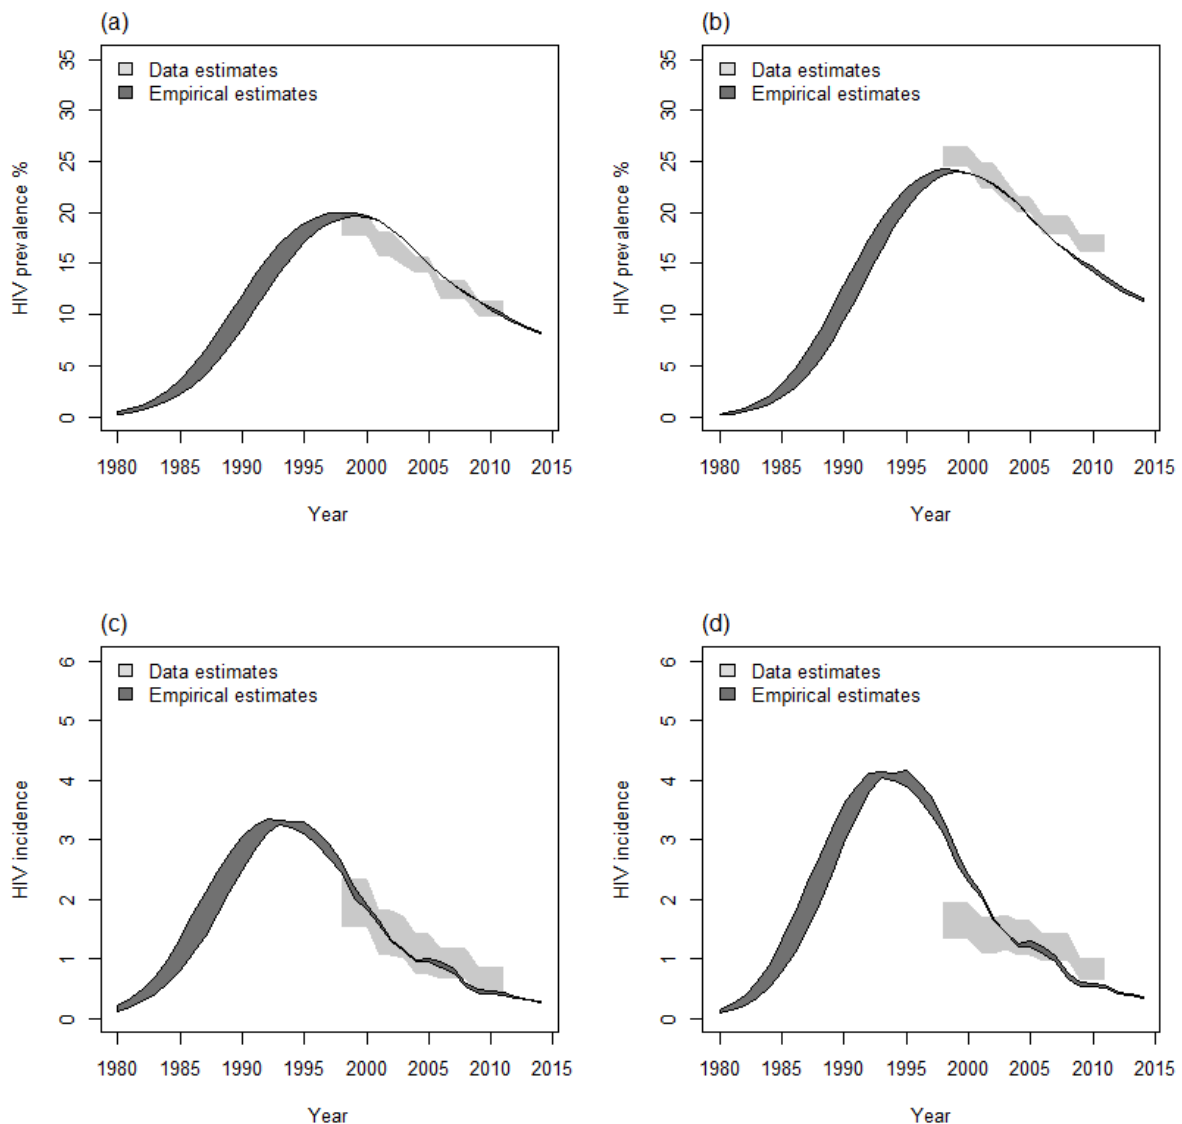 (a)
35
30
25
20
15
10
5
0
HIV prevalence %
Data estimates
Empirical estimates
1980 1985 1990 1995 2000 2005 2010 2015
Year
(b)
35
30
25
20
15
10
5
0
HIV prevalence %
Data estimates
Empirical estimates
1980 1985 1990 1995 2000 2005 2010 2015
Year
(c)
6
5
4
3
2
1
0
HIV incidence
Data estimates
Empirical estimates
1980 1985 1990 1995 2000 2005 2010 2015
Year
(d)
6
5
4
3
2
1
0
HIV incidence
Data estimates
Empirical estimates
1980 1985 1990 1995 2000 2005 2010 2015
Year